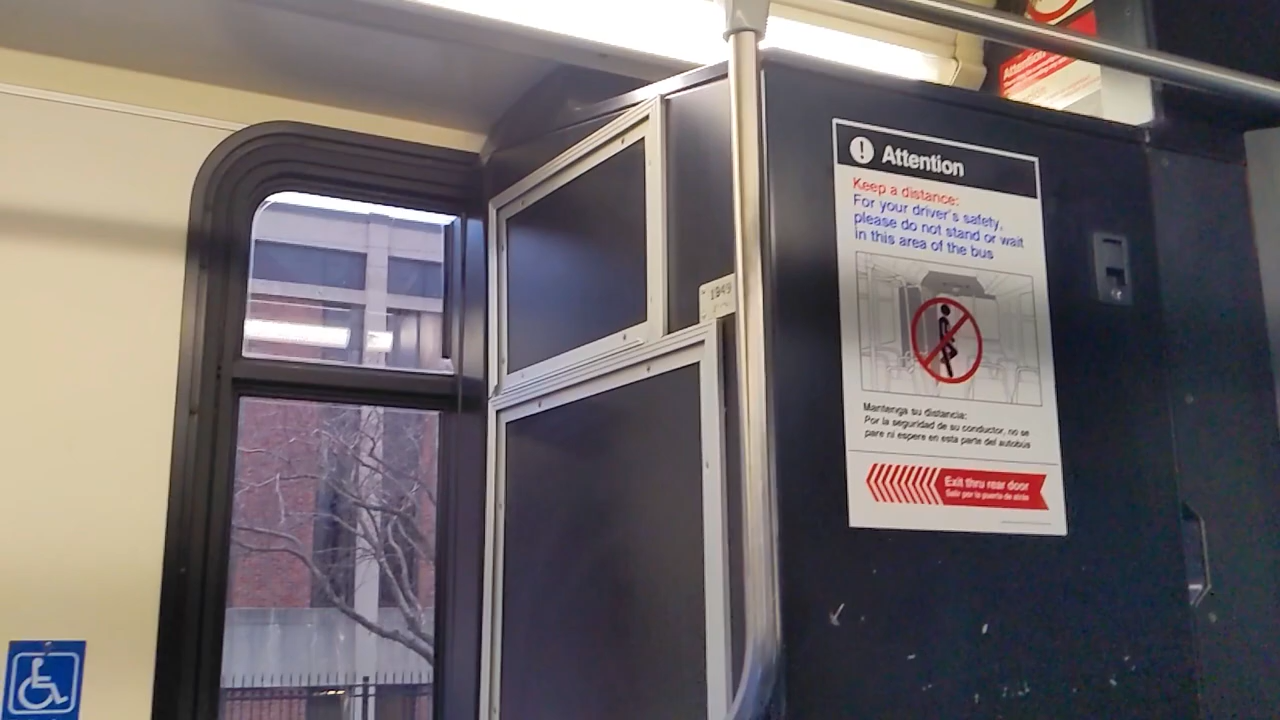 Attention
Attention
Keep a distance:
For your driver's safety,
please do not stand or wait
in this area of the bus
1949
Mantenga su distancia:
Por la seguridad de su conductor, no se
pare ni espere en esta parte del autobús
Exit thru rear door
Salir por la puerta de atrás